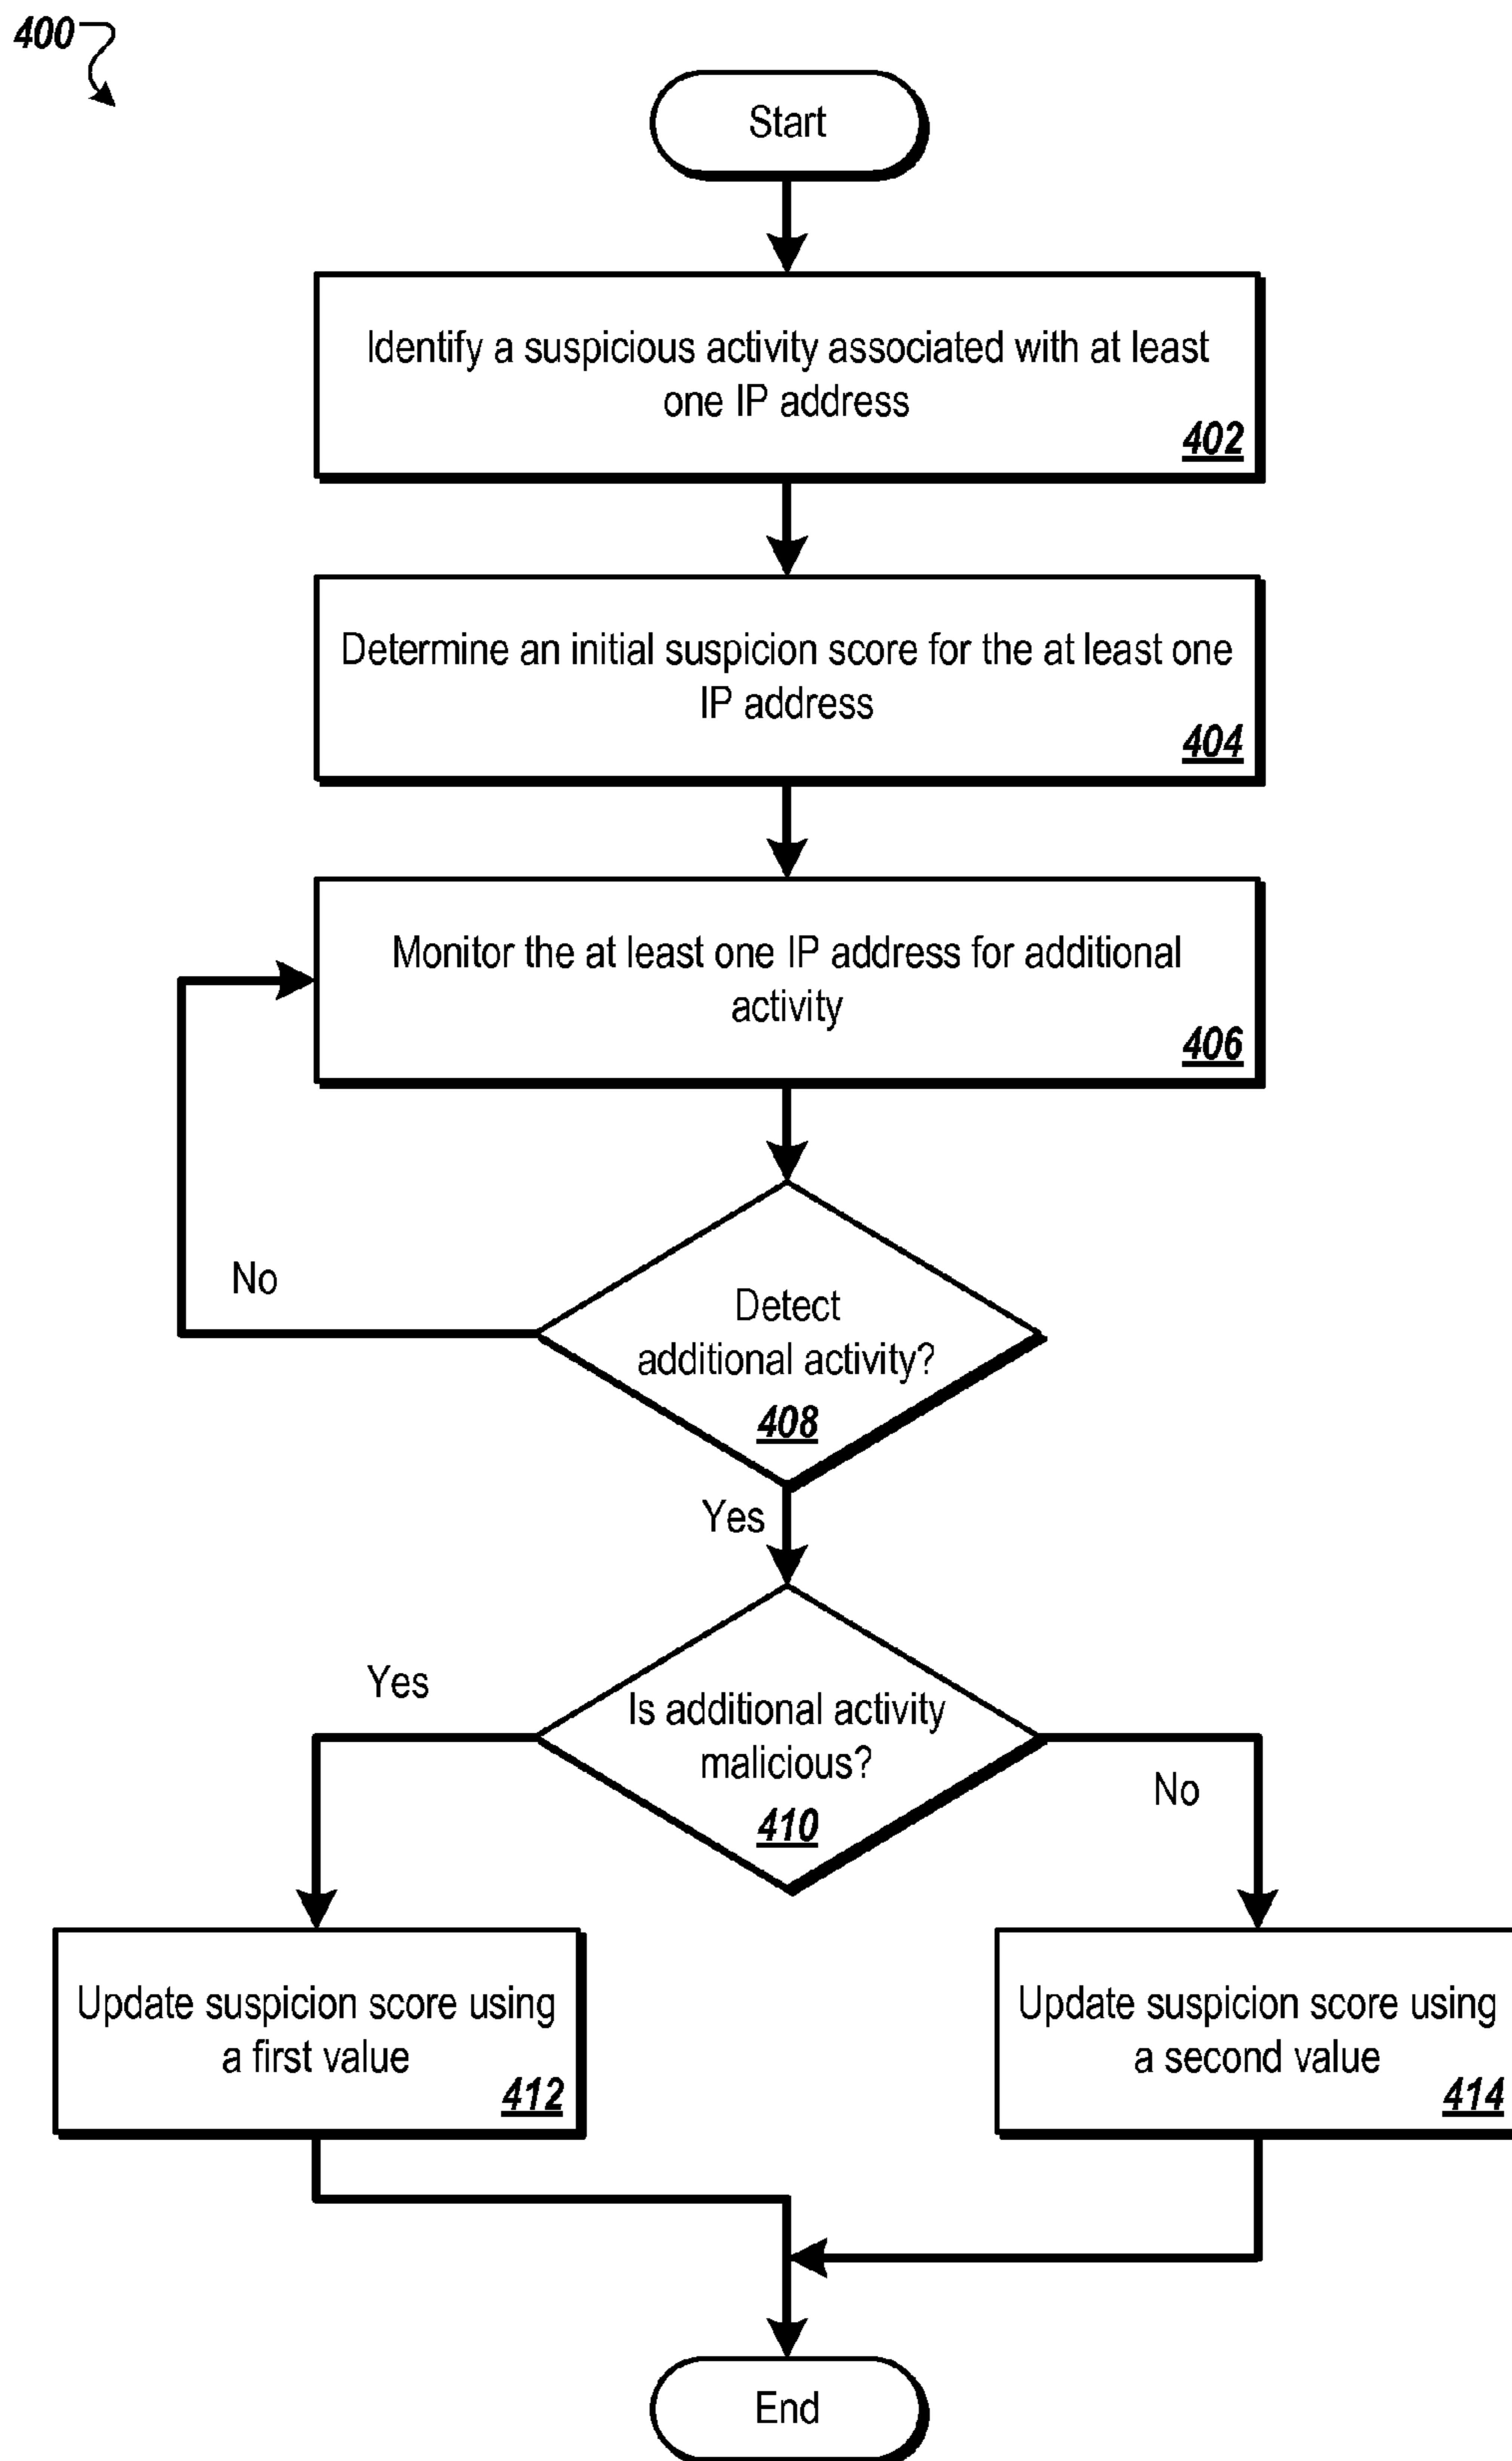 400
Start
Identify a suspicious activity associated with at least
one IP address
402
Determine an initial suspicion score for the at least one
IP address
404
Monitor the at least one IP address for additional
activity
406
No
Detect
additional activity?
408
Yes
Yes
Is additional activity
malicious?
410
No
Update suspicion score using
a first value
412
Update suspicion score using
a second value
414
End